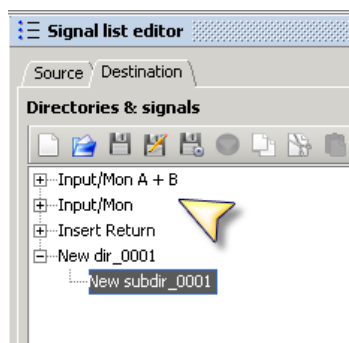 Signal list editor
Source Destination
Directories & signals
Input/Mon A + B
Input/Mon
Insert Return
New dir_0001
New subdir_0001